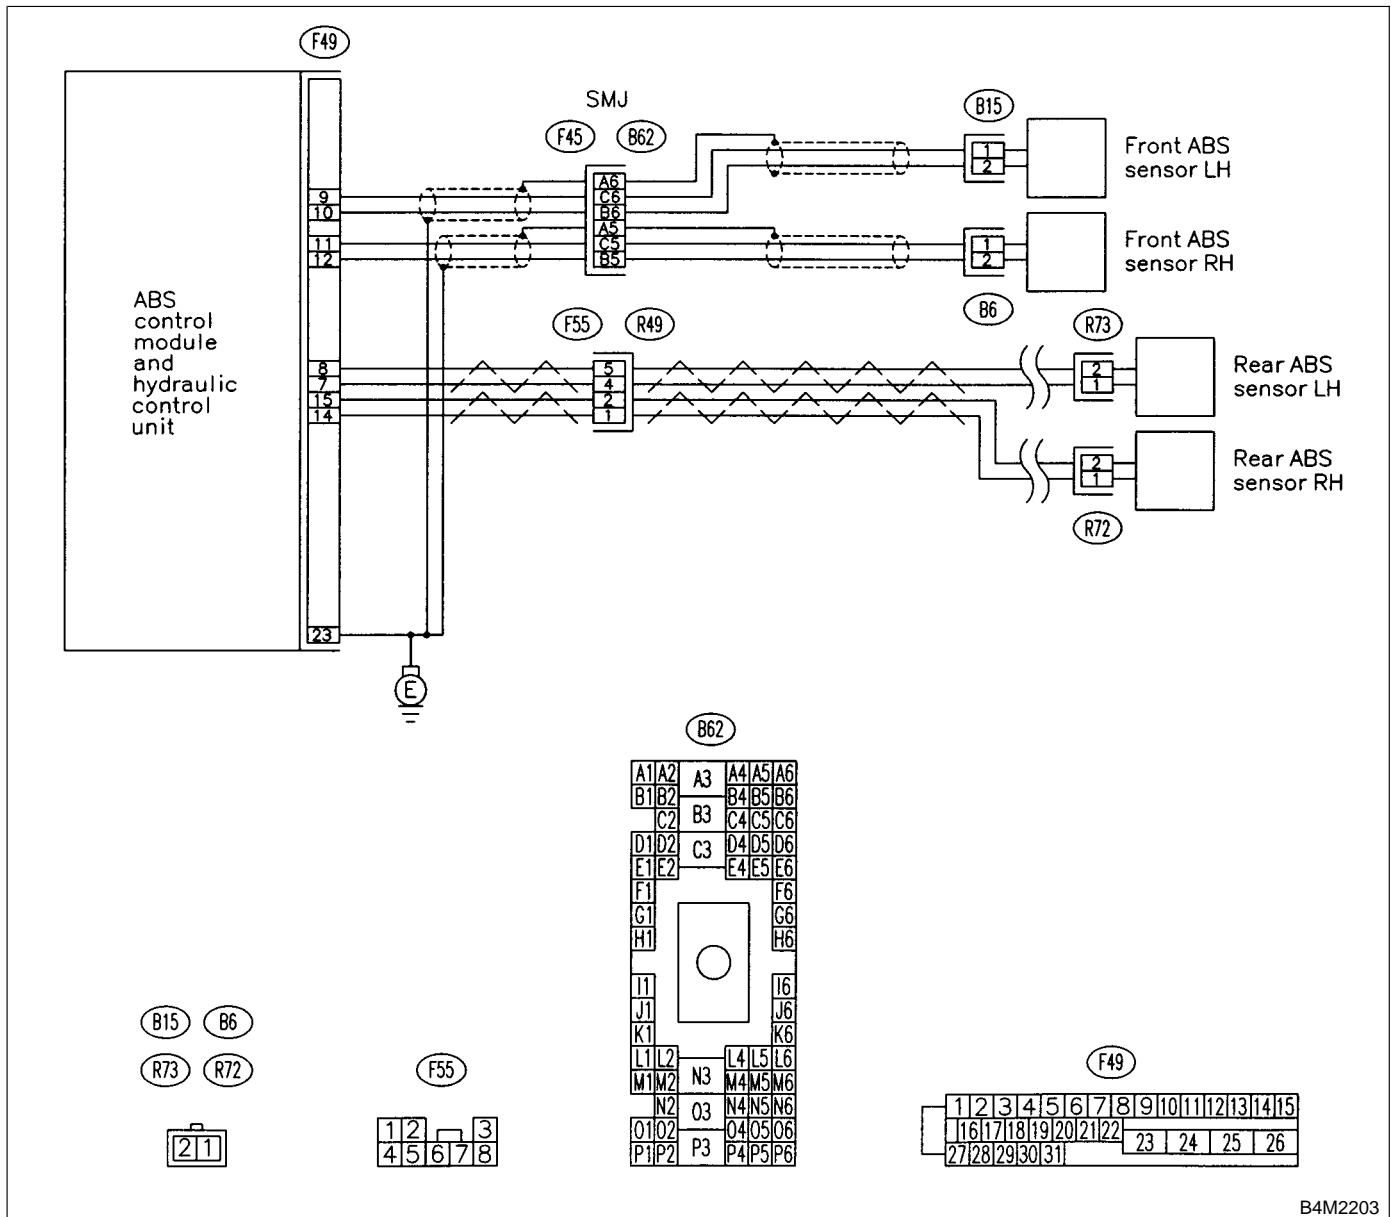 F49
SMJ
F45 B62
B15
A6
C6
B6
A5
C5
B5
9
10
11
12
1
2
Front ABS
sensor LH
1
2
Front ABS
sensor RH
B6
ABS
control
module
and
hydraulic
control
unit
F55 R49
R73
8
7
15
14
5
4
2
1
2
1
Rear ABS
sensor LH
2
1
Rear ABS
sensor RH
R72
23
E
B62
A1 A2 A3 A4 A5 A6
B1 B2 B3 B4 B5 B6
C2 C4 C5 C6
D1 D2 C3 D4 D5 D6
E1 E2 E4 E5 E6
F1 F6
G1 G6
H1 H6
I1 I6
J1 J6
K1 K6
L1 L2 L4 L5 L6
M1 M2 N3 M4 M5 M6
N2 O3 N4 N5 N6
O1 O2 O4 O5 O6
P1 P2 P3 P4 P5 P6
B15 B6
R73 R72
2 1
F55
1 2 3
4 5 6 7 8
F49
1 2 3 4 5 6 7 8 9 10 11 12 13 14 15
16 17 18 19 20 21 22
23 24 25 26
27 28 29 30 31
B4M2203